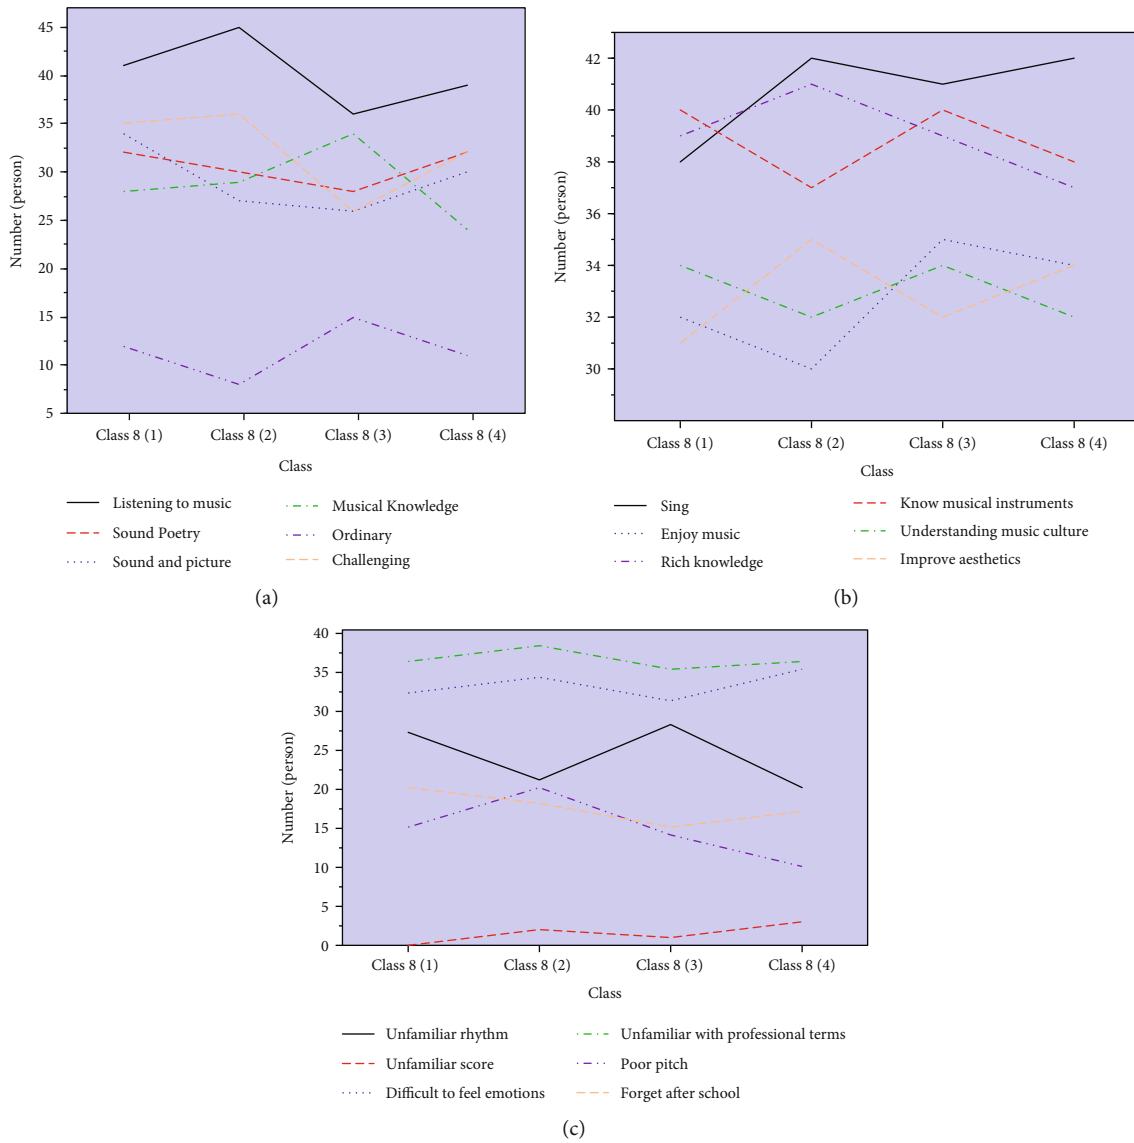 45
40
35
30
25
20
15
10
5
Number (person)
Class 8 (1)
Class 8 (2)
Class 8 (3)
Class 8 (4)
Class
Listening to music
Sound Poetry
Sound and picture
Musical Knowledge
Ordinary
Challenging
(a)
42
40
38
36
34
32
30
Number (person)
Class 8 (1)
Class 8 (2)
Class 8 (3)
Class 8 (4)
Class
Sing
Enjoy music
Rich knowledge
Know musical instruments
Understanding music culture
Improve aesthetics
(b)
40
35
30
25
20
15
10
5
0
Number (person)
Class 8 (1)
Class 8 (2)
Class 8 (3)
Class 8 (4)
Class
Unfamiliar rhythm
Unfamiliar score
Difficult to feel emotions
Unfamiliar with professional terms
Poor pitch
Forget after school
(c)